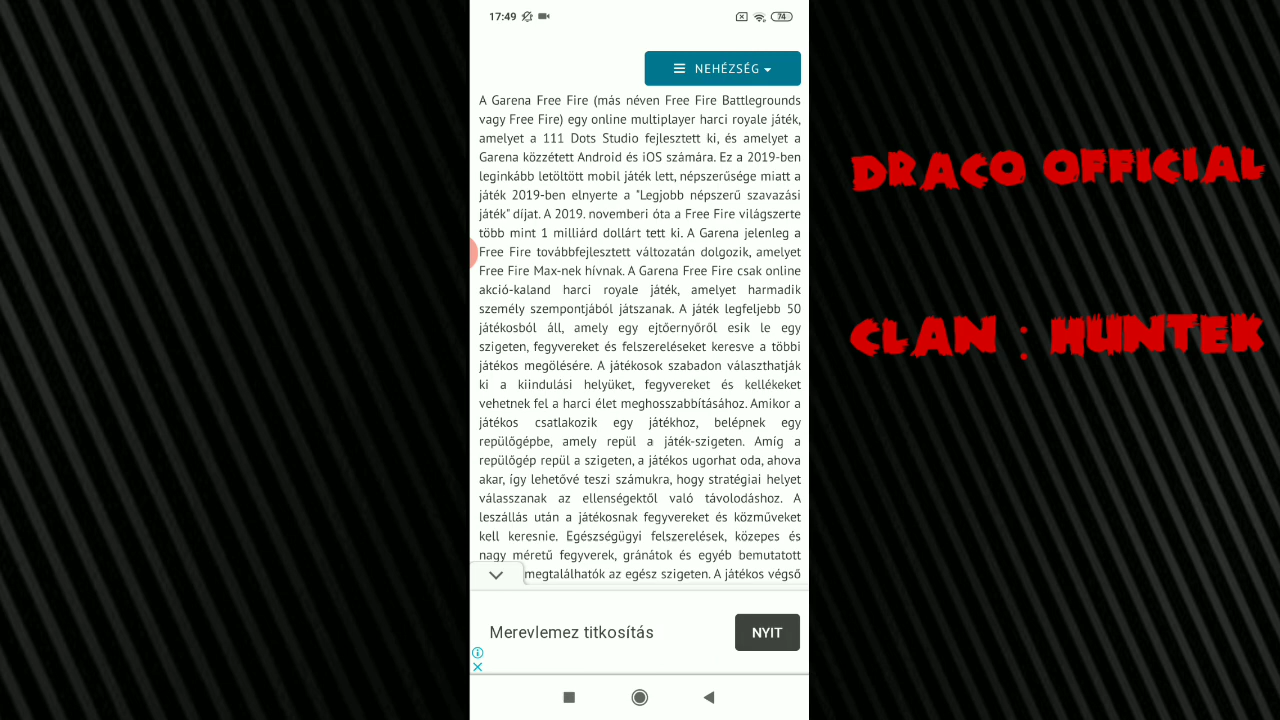 17:49
74
NEHÉZSÉG
A Garena Free Fire (más néven Free Fire Battlegrounds
vagy Free Fire) egy online multiplayer harci royale játék,
amelyet a 111 Dots Studio fejlesztett ki, és amelyet a
Garena közzétett Android és iOS számára. Ez a 2019-ben
leginkább letöltött mobil játék lett, népszerűsége miatt a
játék 2019-ben elnyerte a "Legjobb népszerű szavazási
játék" díjat. A 2019. novemberi óta a Free Fire világszerte
több mint 1 milliárd dollárt tett ki. A Garena jelenleg a
Free Fire továbbfejlesztett változatán dolgozik, amelyet
Free Fire Max-nek hívnak. A Garena Free Fire csak online
akció-kaland harci royale játék, amelyet harmadik
személy szempontjából játszanak. A játék legfeljebb 50
játékosból áll, amely egy ejtőernyőről esik le egy
szigeten, fegyvereket és felszereléseket keresve a többi
játékos megölésére. A játékosok szabadon választhatják
ki a kiindulási helyüket, fegyvereket és kellékeket
vehetnek fel a harci élet meghosszabbításához. Amikor a
játékos csatlakozik egy játékhoz, belépnek egy
repülőgépbe, amely repül a játék-szigeten. Amíg a
repülőgép repül a szigeten, a játékos ugorhat oda, ahova
akar, így lehetővé teszi számukra, hogy stratégiai helyet
válasszanak az ellenségektől való távolodáshoz. A
leszállás után a játékosnak fegyvereket és közműveket
kell keresnie. Egészségügyi felszerelések, közepes és
nagy méretű fegyverek, gránátok és egyéb bemutatott
megtalálhatók az egész szigeten. A játékos végső
Merevlemez titkosítás
NYIT
DRACO OFFICIAL
CLAN : HUNTEK